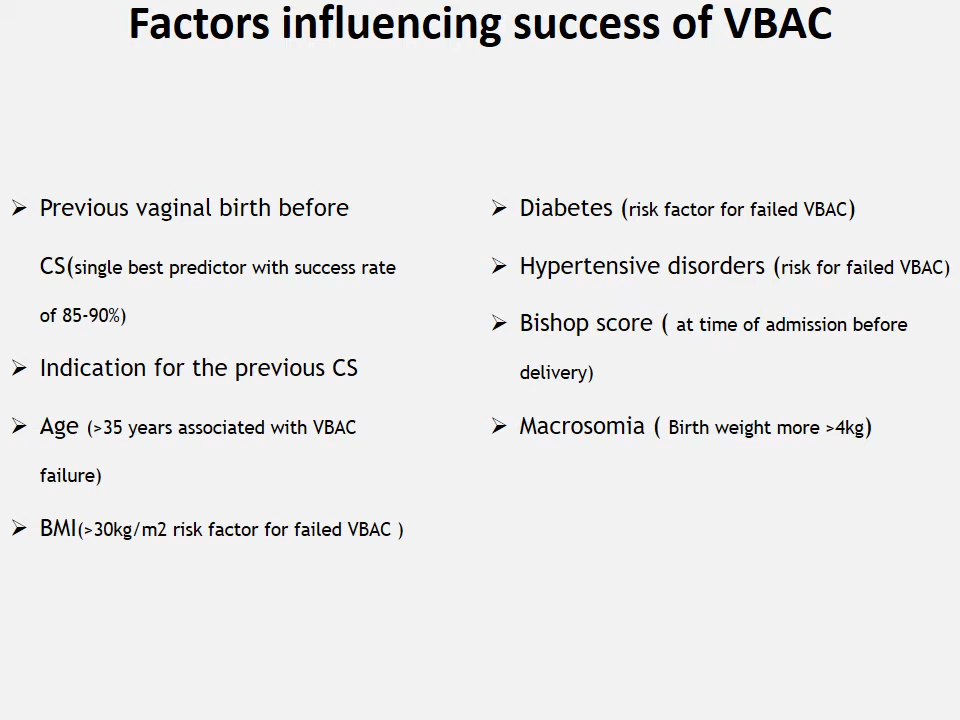 Factors influencing success of VBAC
➢ Previous vaginal birth before
CS(single best predictor with success rate
of 85-90%)
➢ Indication for the previous CS
➢ Age (>35 years associated with VBAC
failure)
➢ BMI(>30kg/m2 risk factor for failed VBAC )
➢ Diabetes (risk factor for failed VBAC)
➢ Hypertensive disorders (risk for failed VBAC)
➢ Bishop score ( at time of admission before
delivery)
➢ Macrosomia ( Birth weight more >4kg)